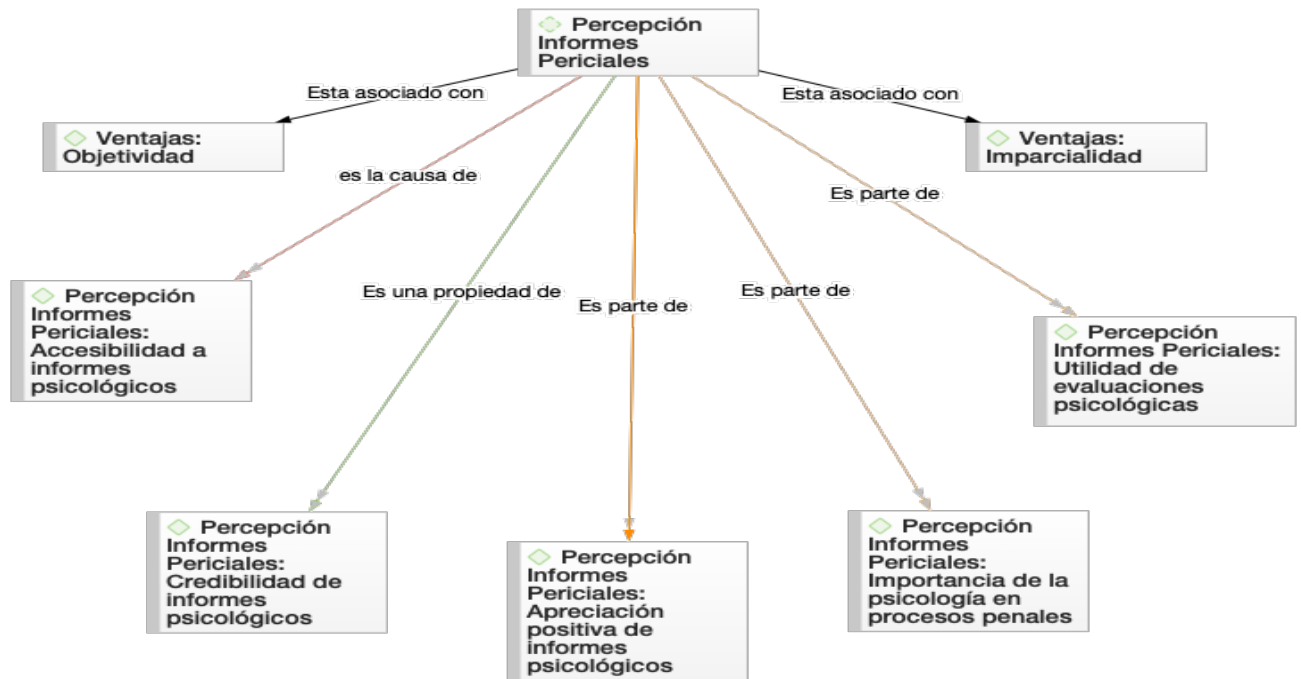 Percepción
Informes
Periciales
Esta asociado con
Esta asociado con
Ventajas:
Objetividad
Ventajas:
Imparcialidad
es la causa de
Es parte de
Es una propiedad de
Es parte de
Es parte de
Percepción
Informes
Periciales:
Accesibilidad a
informes
psicológicos
Percepción
Informes Periciales:
Utilidad de
evaluaciones
psicológicas
Percepción
Informes
Periciales:
Credibilidad de
informes
psicológicos
Percepción
Informes
Periciales:
Apreciación
positiva de
informes
psicológicos
Percepción
Informes
Periciales:
Importancia de la
psicología en
procesos penales